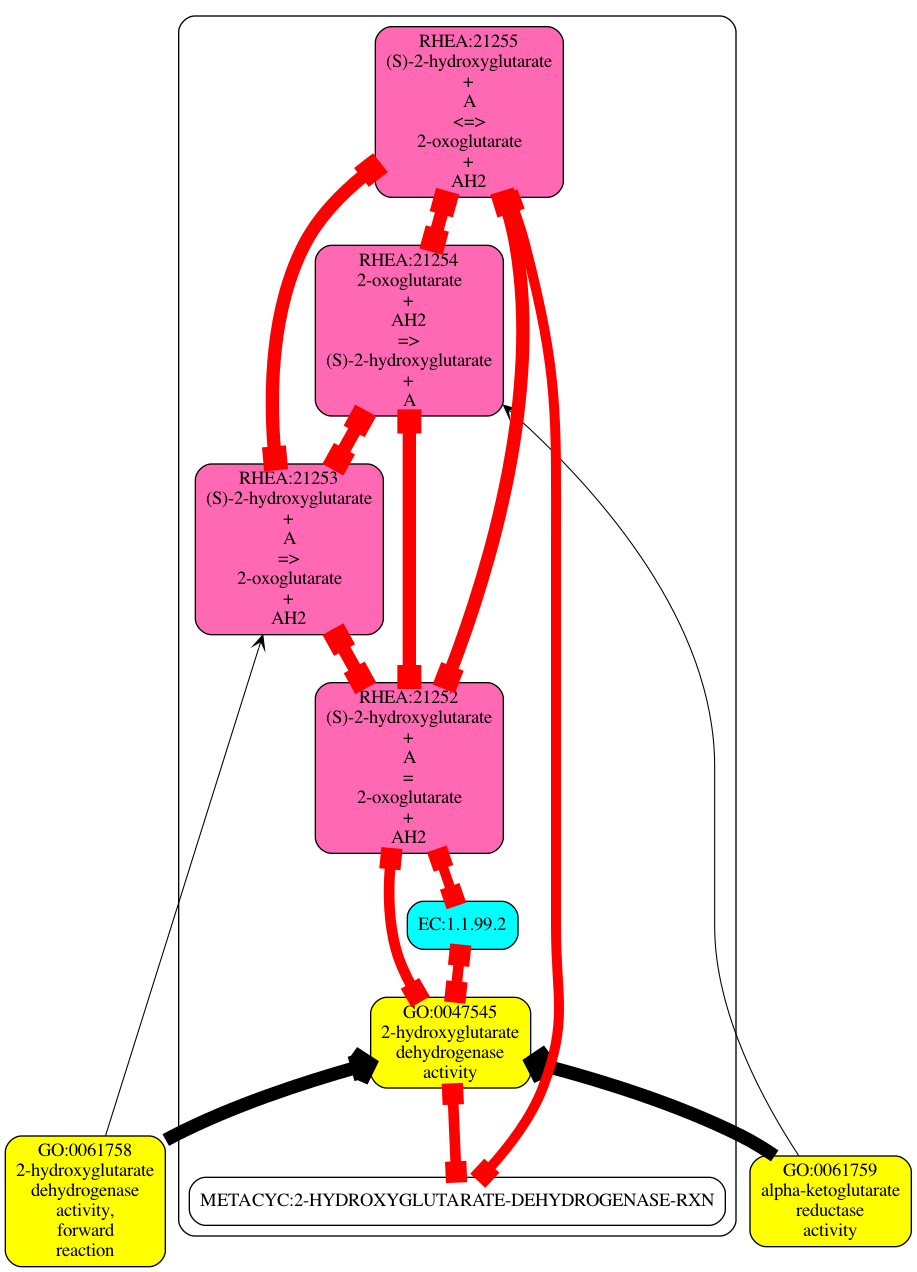 RHEA:21255
(S)-2-hydroxyglutarate
+
A
<=>
2-oxoglutarate
+
AH2
RHEA:21254
2-oxoglutarate
+
AH2
=>
(S)-2-hydroxyglutarate
+
A
RHEA:21253
(S)-2-hydroxyglutarate
+
A
=>
2-oxoglutarate
+
AH2
RHEA:21252
(S)-2-hydroxyglutarate
+
A
=
2-oxoglutarate
+
AH2
EC:1.1.99.2
GO:0047545
2-hydroxyglutarate
dehydrogenase
activity
GO:0061758
2-hydroxyglutarate
dehydrogenase
activity,
forward
reaction
METACYC:2-HYDROXYGLUTARATE-DEHYDROGENASE-RXN
GO:0061759
alpha-ketoglutarate
reductase
activity